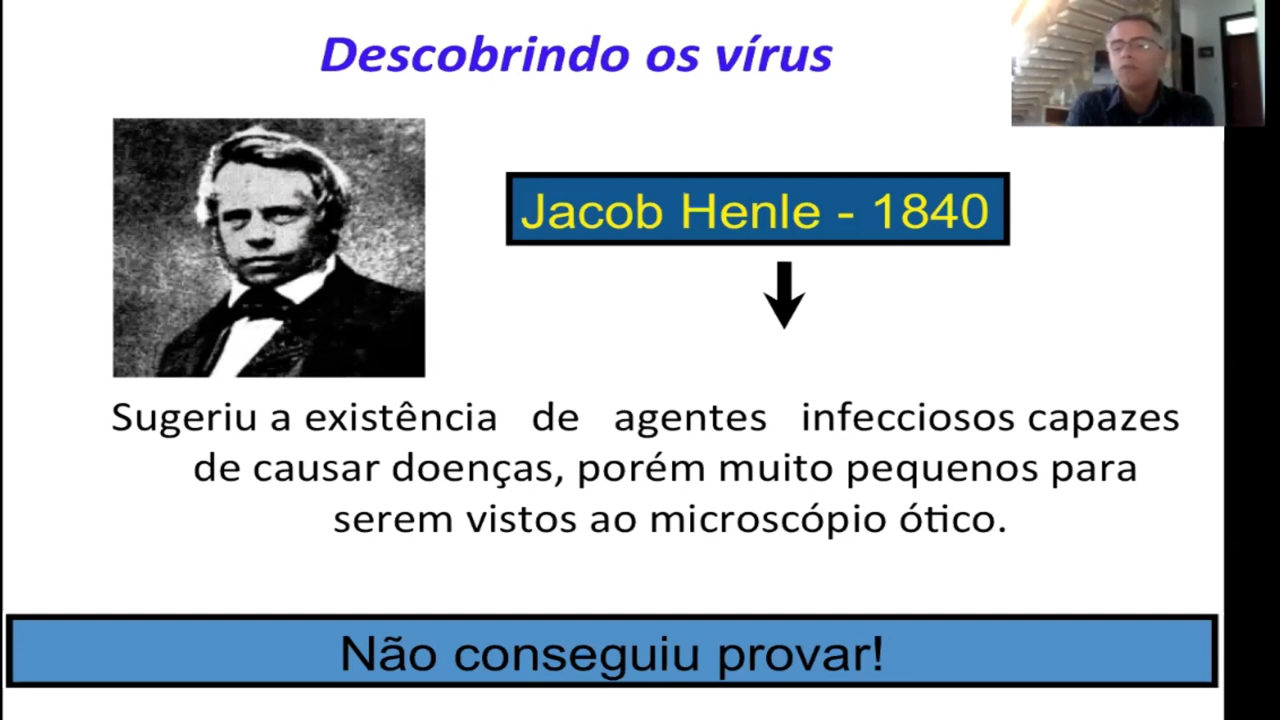 Descobrindo os vírus
Jacob Henle - 1840
Sugeriu a existência de agentes infecciosos capazes
de causar doenças, porém muito pequenos para
serem vistos ao microscópio ótico.
Não conseguiu provar!